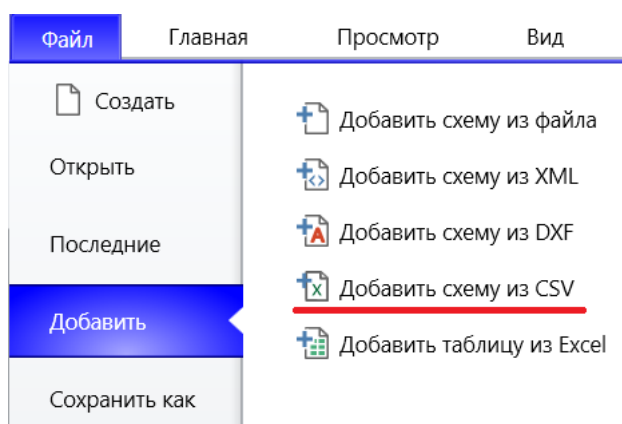 Файл Главная Просмотр Вид
Создать
Открыть
Последние
Добавить
Сохранить как
Добавить схему из файла
Добавить схему из XML
Добавить схему из DXF
Добавить схему из CSV
Добавить таблицу из Excel